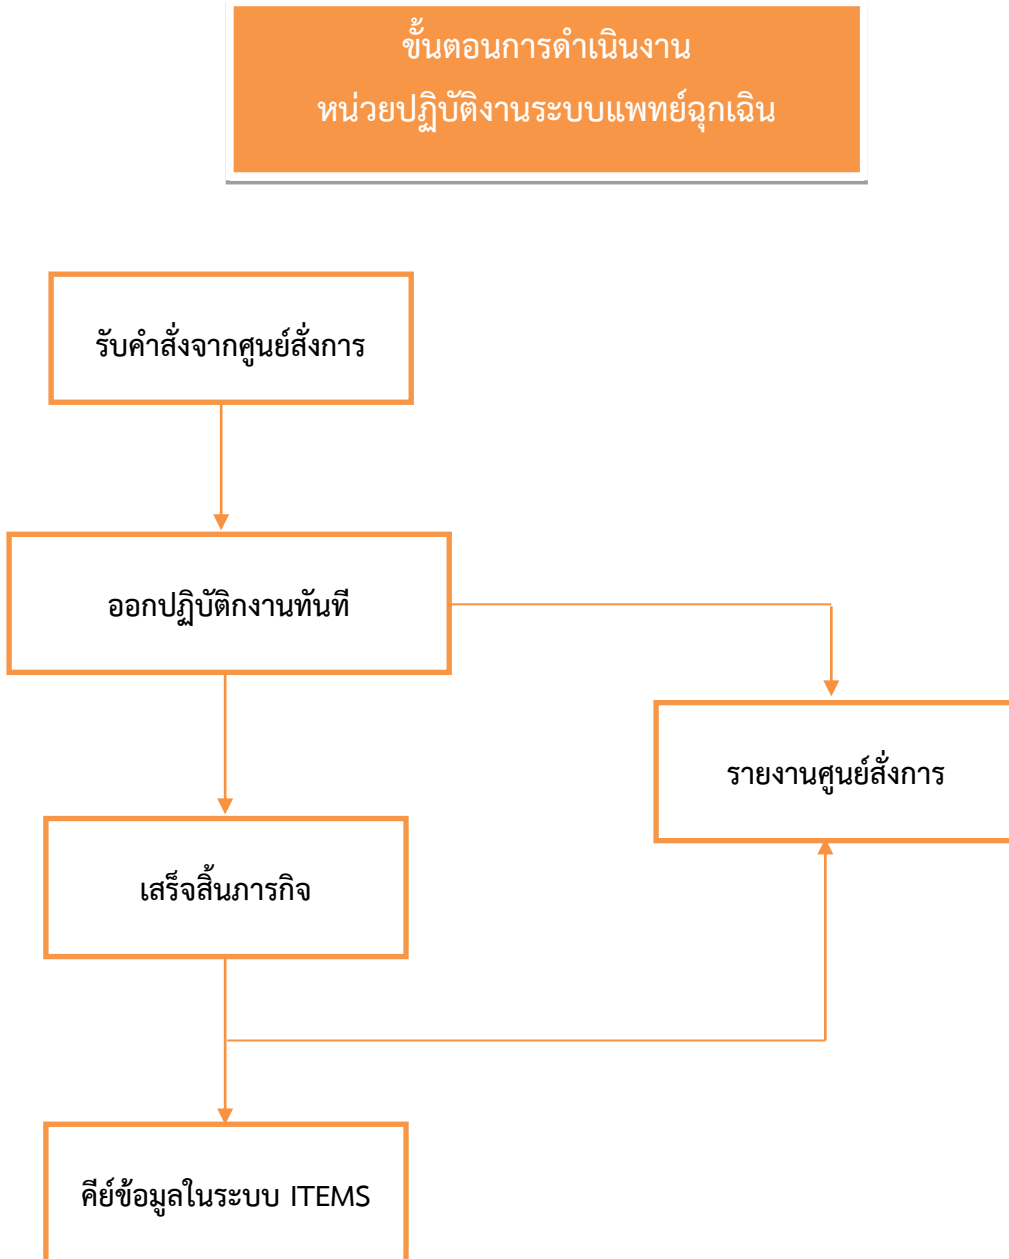 ขั้นตอนการดำเนินงาน
หน่วยปฏิบัติงานระบบแพทย์ฉุกเฉิน
รับคำสั่งจากศูนย์สั่งการ
ออกปฏิบัติกงานทันที
รายงานศูนย์สั่งการ
เสร็จสิ้นภารกิจ
คีย์ข้อมูลในระบบ ITEMS